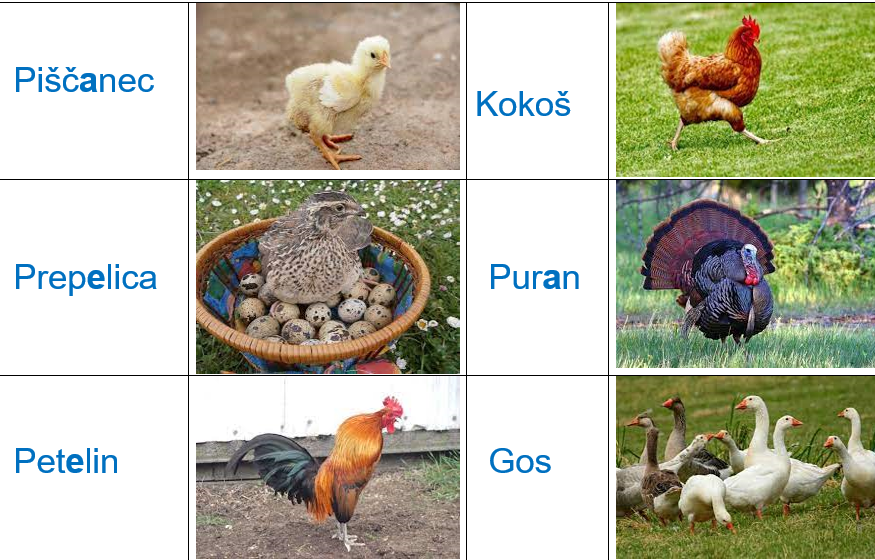 Piščanec
Kokoš
Prepelica
Puran
Petelin
Gos